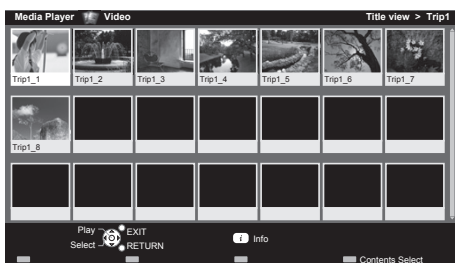 Media Player Video Title view > Trip1
Trip1_1 Trip1_2 Trip1_3 Trip1_4 Trip1_5 Trip1_6 Trip1_7
Trip1_8
Play EXIT
i Info
Select RETURN
Contents Select